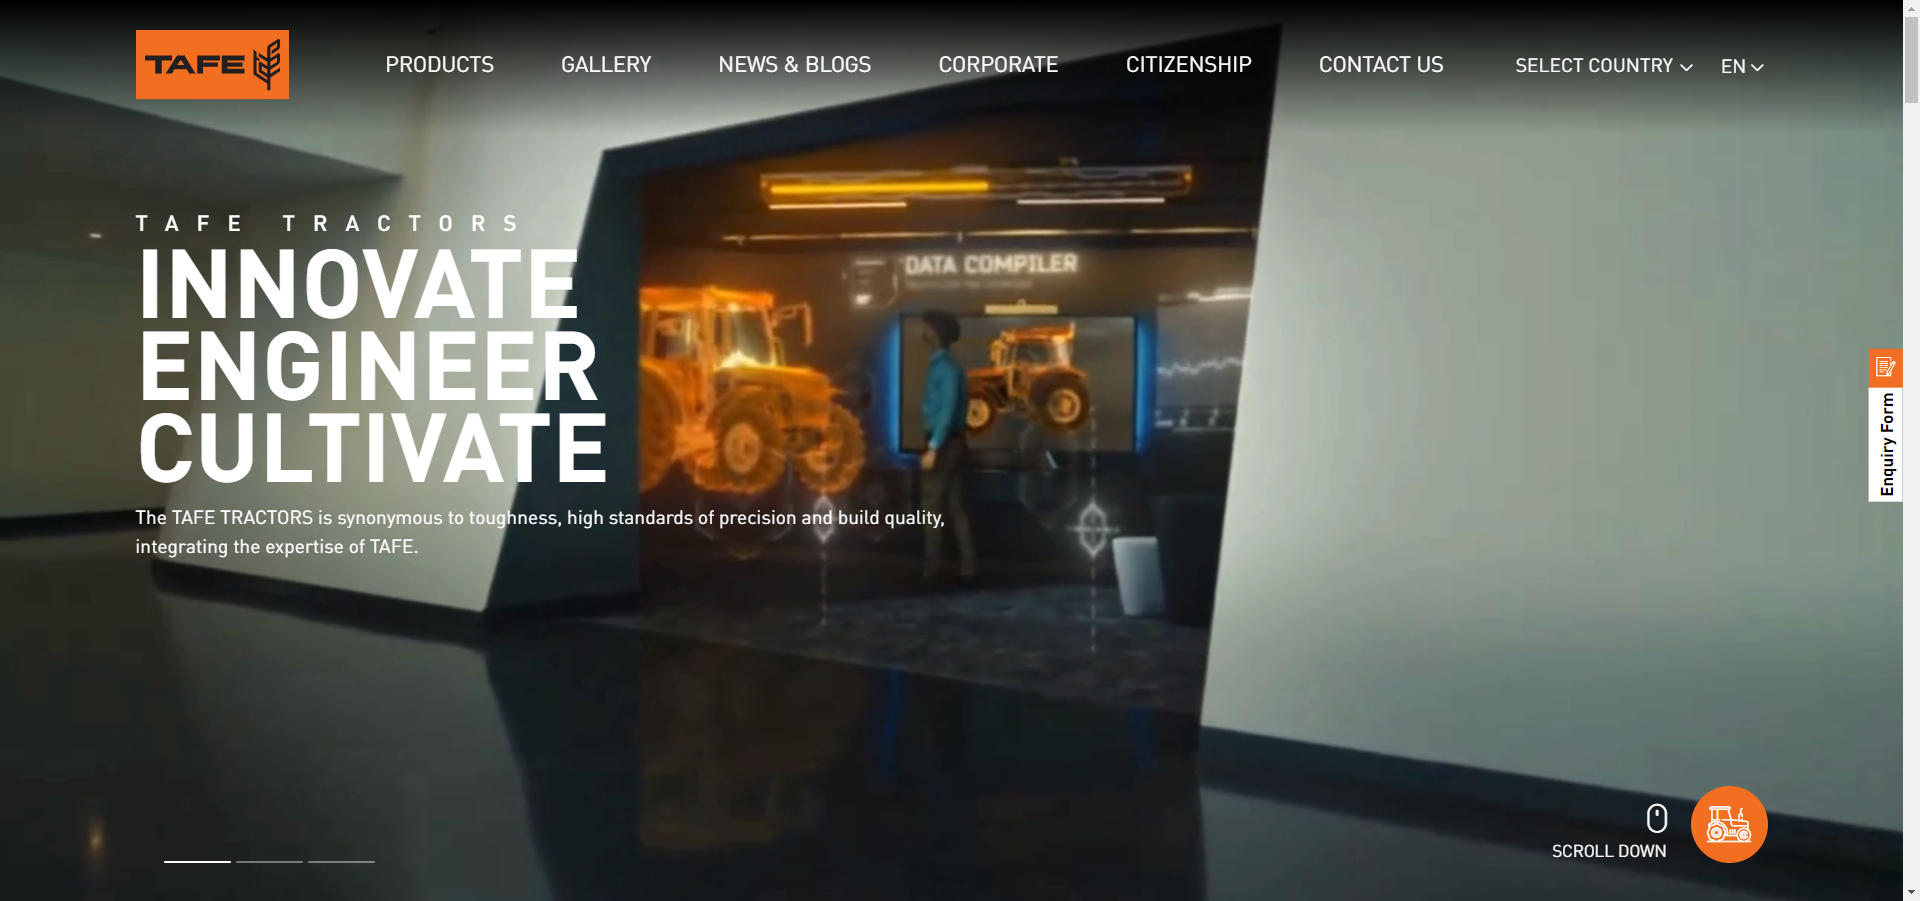 TAFE
PRODUCTS
GALLERY
NEWS & BLOGS
CORPORATE
CITIZENSHIP
CONTACT US
SELECT COUNTRY
EN
TAFE TRACTORS
INNOVATE
ENGINEER
CULTIVATE
The TAFE TRACTORS is synonymous to toughness, high standards of precision and build quality,
integrating the expertise of TAFE.
DATA COMPILER
Enquiry Form
SCROLL DOWN